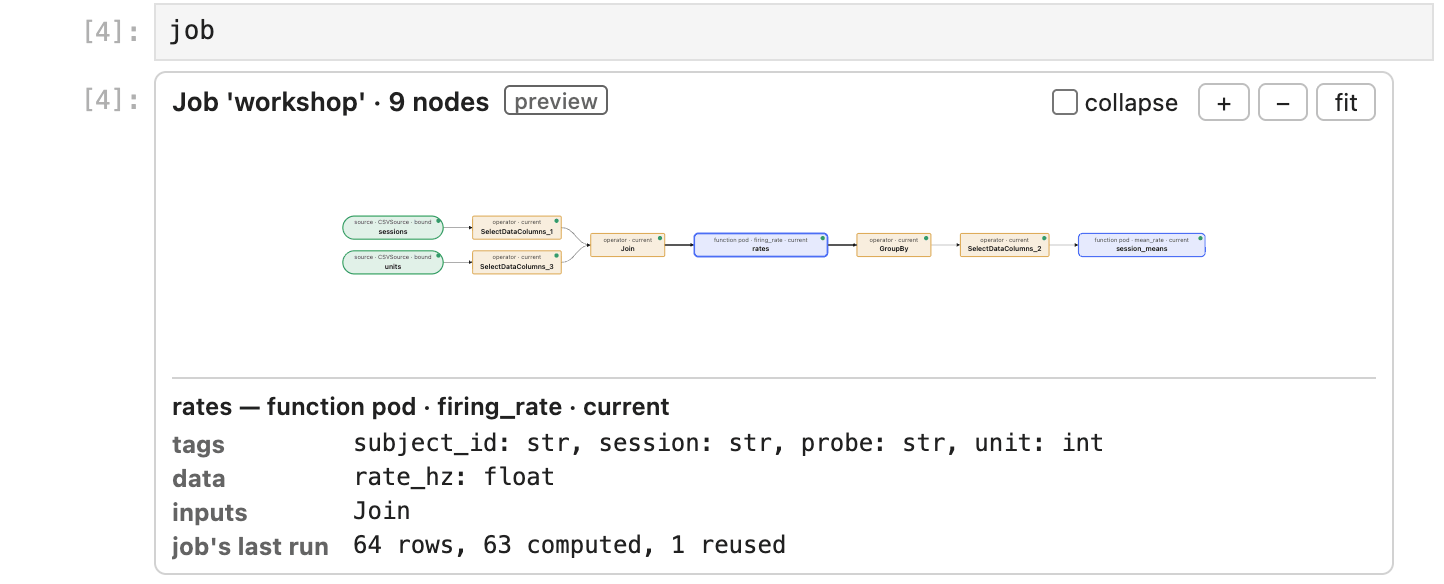 [4]: job
[4]: Job 'workshop' · 9 nodes preview collapse + − fit
source · CSVSource · bound
sessions
operator · current
SelectDataColumns_1
source · CSVSource · bound
units
operator · current
SelectDataColumns_3
operator · current
Join
function pod · firing_rate · current
rates
operator · current
GroupBy
operator · current
SelectDataColumns_2
function pod · mean_rate · current
session_means
rates — function pod · firing_rate · current
tags subject_id: str, session: str, probe: str, unit: int
data rate_hz: float
inputs Join
job's last run 64 rows, 63 computed, 1 reused